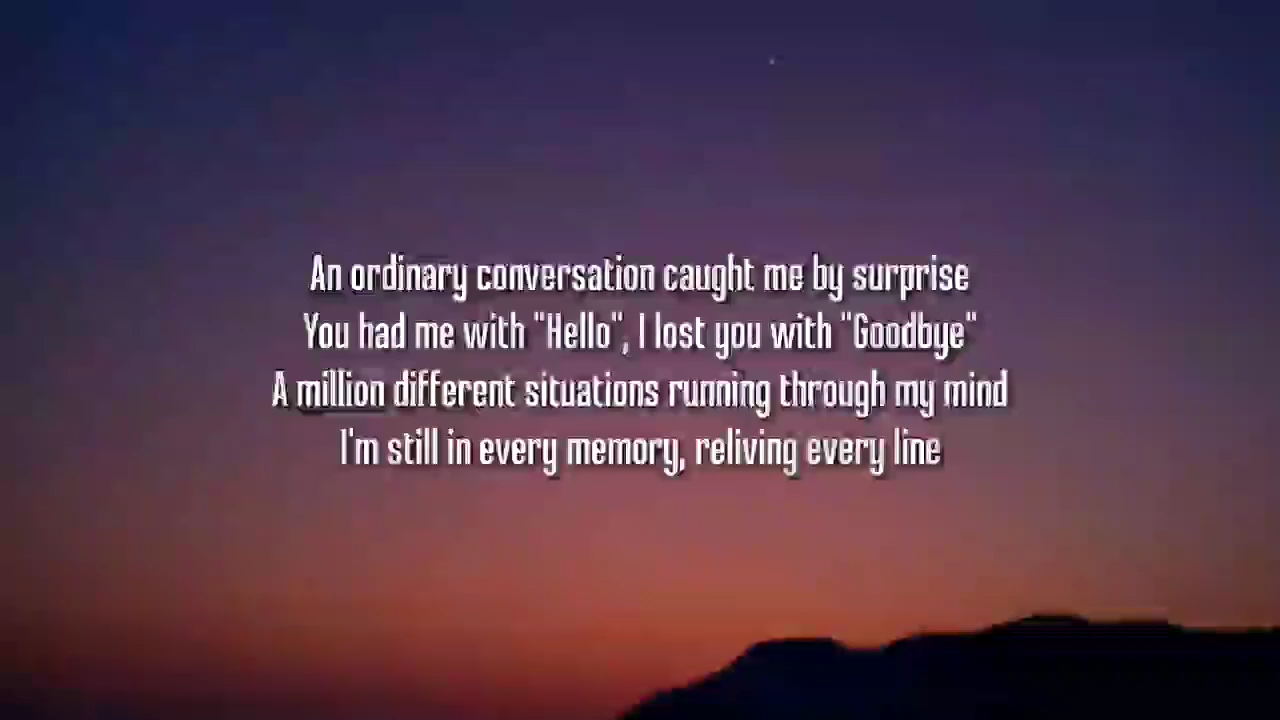 An ordinary conversation caught me by surprise
You had me with "Hello", I lost you with "Goodbye"
A million different situations running through my mind
I'm still in every memory, reliving every line